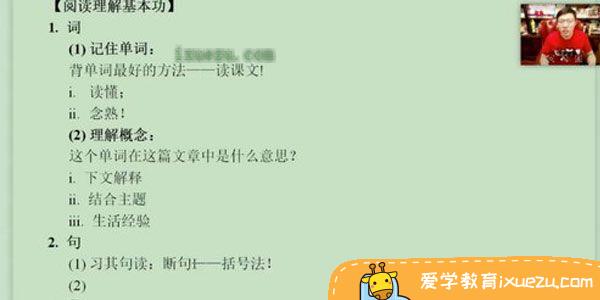 【阅读理解基本功】
1. 词
(1) 记住单词：
ixuezu.com
背单词最好的方法——读课文!
i. 读懂；
ii. 念熟！
(2) 理解概念：
这个单词在这篇文章中是什么意思？
i. 下文解释
ii. 结合主题
iii. 生活经验
2. 句
(1) 习其句读：断句——括号法！
(2)
爱学教育ixuezu.com